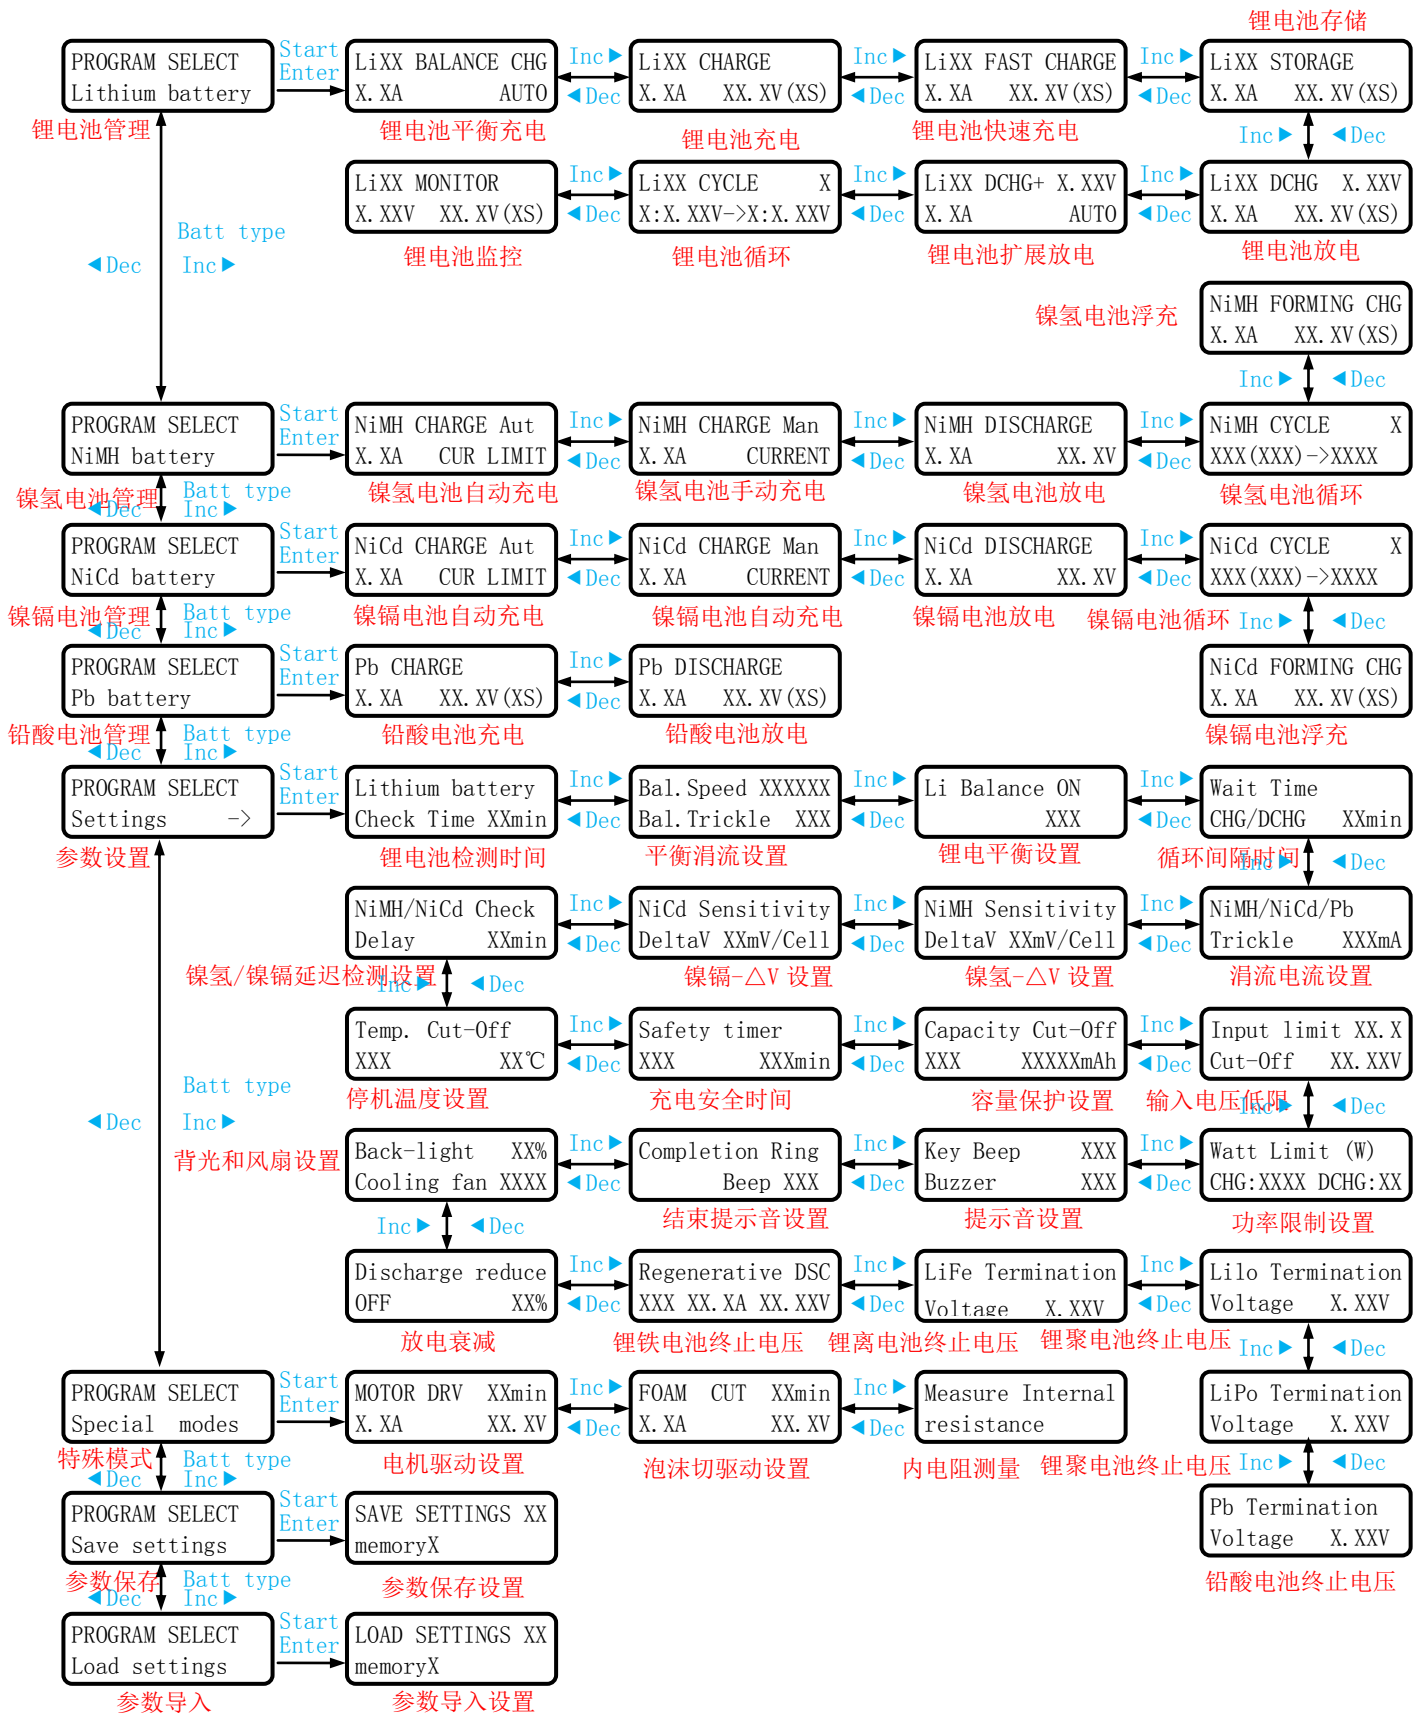 锂电池存储
PROGRAM SELECT
Lithium battery
Start
Enter
LiXX BALANCE CHG
X.XA AUTO
Inc▶
◀Dec
LiXX CHARGE
X.XA XX.XV(XS)
Inc▶
◀Dec
LiXX FAST CHARGE
X.XA XX.XV(XS)
Inc▶
◀Dec
LiXX STORAGE
X.XA XX.XV(XS)
锂电池管理
锂电池平衡充电
锂电池充电
锂电池快速充电
Inc▶ ◀Dec
LiXX MONITOR
X.XXV XX.XV(XS)
Inc▶
◀Dec
LiXX CYCLE X
X:X.XXV->X:X.XXV
Inc▶
◀Dec
LiXX DCHG+ X.XXV
X.XA AUTO
Inc▶
◀Dec
LiXX DCHG X.XXV
X.XA XX.XV(XS)
锂电池监控
锂电池循环
锂电池扩展放电
锂电池放电
Batt type
◀Dec Inc▶
镍氢电池浮充
NiMH FORMING CHG
X.XA XX.XV(XS)
Inc▶ ◀Dec
PROGRAM SELECT
NiMH battery
Start
Enter
NiMH CHARGE Aut
X.XA CUR LIMIT
Inc▶
◀Dec
NiMH CHARGE Man
X.XA CURRENT
Inc▶
◀Dec
NiMH DISCHARGE
X.XA XX.XV
Inc▶
◀Dec
NiMH CYCLE X
XXX(XXX)->XXXX
镍氢电池管理
镍氢电池自动充电
镍氢电池手动充电
镍氢电池放电
镍氢电池循环
Batt type
◀Dec Inc▶
PROGRAM SELECT
NiCd battery
Start
Enter
NiCd CHARGE Aut
X.XA CUR LIMIT
Inc▶
◀Dec
NiCd CHARGE Man
X.XA CURRENT
Inc▶
◀Dec
NiCd DISCHARGE
X.XA XX.XV
Inc▶
◀Dec
NiCd CYCLE X
XXX(XXX)->XXXX
镍镉电池管理
镍镉电池自动充电
镍镉电池自动充电
镍镉电池放电
镍镉电池循环
Inc▶ ◀Dec
Batt type
◀Dec Inc▶
PROGRAM SELECT
Pb battery
Start
Enter
Pb CHARGE
X.XA XX.XV(XS)
Inc▶
◀Dec
Pb DISCHARGE
X.XA XX.XV(XS)
NiCd FORMING CHG
X.XA XX.XV(XS)
铅酸电池管理
铅酸电池充电
铅酸电池放电
镍镉电池浮充
Batt type
◀Dec Inc▶
PROGRAM SELECT
Settings ->
Start
Enter
Lithium battery
Check Time XXmin
Inc▶
◀Dec
Bal.Speed XXXXXX
Bal.Trickle XXX
Inc▶
◀Dec
Li Balance ON
XXX
Inc▶
◀Dec
Wait Time
CHG/DCHG XXmin
参数设置
锂电池检测时间
平衡涓流设置
锂电平衡设置
循环间隔时间
Inc▶ ◀Dec
NiMH/NiCd Check
Delay XXmin
Inc▶
◀Dec
NiCd Sensitivity
DeltaV XXmV/Cell
Inc▶
◀Dec
NiMH Sensitivity
DeltaV XXmV/Cell
Inc▶
◀Dec
NiMH/NiCd/Pb
Trickle XXXmA
镍氢/镍镉延迟检测设置
镍镉-△V 设置
镍氢-△V 设置
涓流电流设置
Inc▶ ◀Dec
Temp. Cut-Off
XXX XX℃
Inc▶
◀Dec
Safety timer
XXX XXXmin
Inc▶
◀Dec
Capacity Cut-Off
XXX XXXXXmAh
Inc▶
◀Dec
Input limit XX.X
Cut-Off XX.XXV
停机温度设置
充电安全时间
容量保护设置
输入电压低限
Inc▶ ◀Dec
Batt type
◀Dec Inc▶
背光和风扇设置
Back-light XX%
Cooling fan XXXX
Inc▶
◀Dec
Completion Ring
Beep XXX
Inc▶
◀Dec
Key Beep XXX
Buzzer XXX
Inc▶
◀Dec
Watt Limit (W)
CHG:XXXX DCHG:XX
结束提示音设置
提示音设置
功率限制设置
Inc▶ ◀Dec
Discharge reduce
OFF XX%
Inc▶
◀Dec
Regenerative DSC
XXX XX.XA XX.XXV
Inc▶
◀Dec
LiFe Termination
Voltage X.XXV
Inc▶
◀Dec
LiIo Termination
Voltage X.XXV
放电衰减
锂铁电池终止电压
锂离电池终止电压
锂聚电池终止电压
Inc▶ ◀Dec
PROGRAM SELECT
Special modes
Start
Enter
MOTOR DRV XXmin
X.XA XX.XV
Inc▶
◀Dec
FOAM CUT XXmin
X.XA XX.XV
Inc▶
◀Dec
Measure Internal
resistance
LiPo Termination
Voltage X.XXV
特殊模式
电机驱动设置
泡沫切驱动设置
内电阻测量
锂聚电池终止电压
Inc▶ ◀Dec
Batt type
◀Dec Inc▶
PROGRAM SELECT
Save settings
Start
Enter
SAVE SETTINGS XX
memoryX
Pb Termination
Voltage X.XXV
参数保存
参数保存设置
铅酸电池终止电压
Batt type
◀Dec Inc▶
PROGRAM SELECT
Load settings
Start
Enter
LOAD SETTINGS XX
memoryX
参数导入
参数导入设置